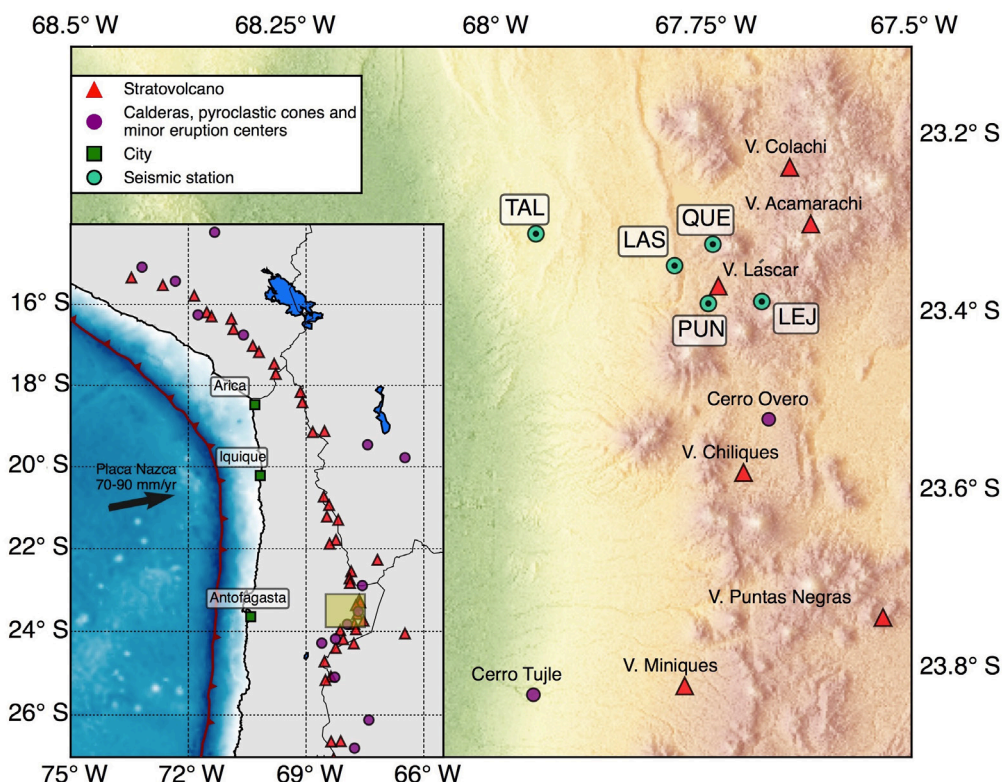 68.5° W
68.25° W
68° W
67.75° W
67.5° W
Stratovolcano
Calderas, pyroclastic cones and
minor eruption centers
City
Seismic station
23.2° S
V. Colachi
V. Acamarachi
TAL
QUE
LAS
V. Láscar
LEJ
PUN
23.4° S
Cerro Overo
V. Chiliques
23.6° S
V. Puntas Negras
V. Miniques
Cerro Tujle
23.8° S
16° S
18° S
Arica
20° S
Iquique
Placa Nazca
70-90 mm/yr
22° S
Antofagasta
24° S
26° S
75° W
72° W
69° W
66° W